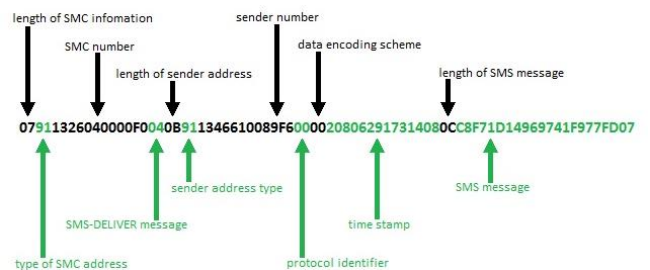 length of SMC infomation
sender number
SMC number
data encoding scheme
length of sender address
length of SMS message
07911326040000F0040B911346610089F60000208062917314080CC8F71D14969741F977FD07
sender address type
SMS message
SMS-DELIVER message
time stamp
type of SMC address
protocol identifier